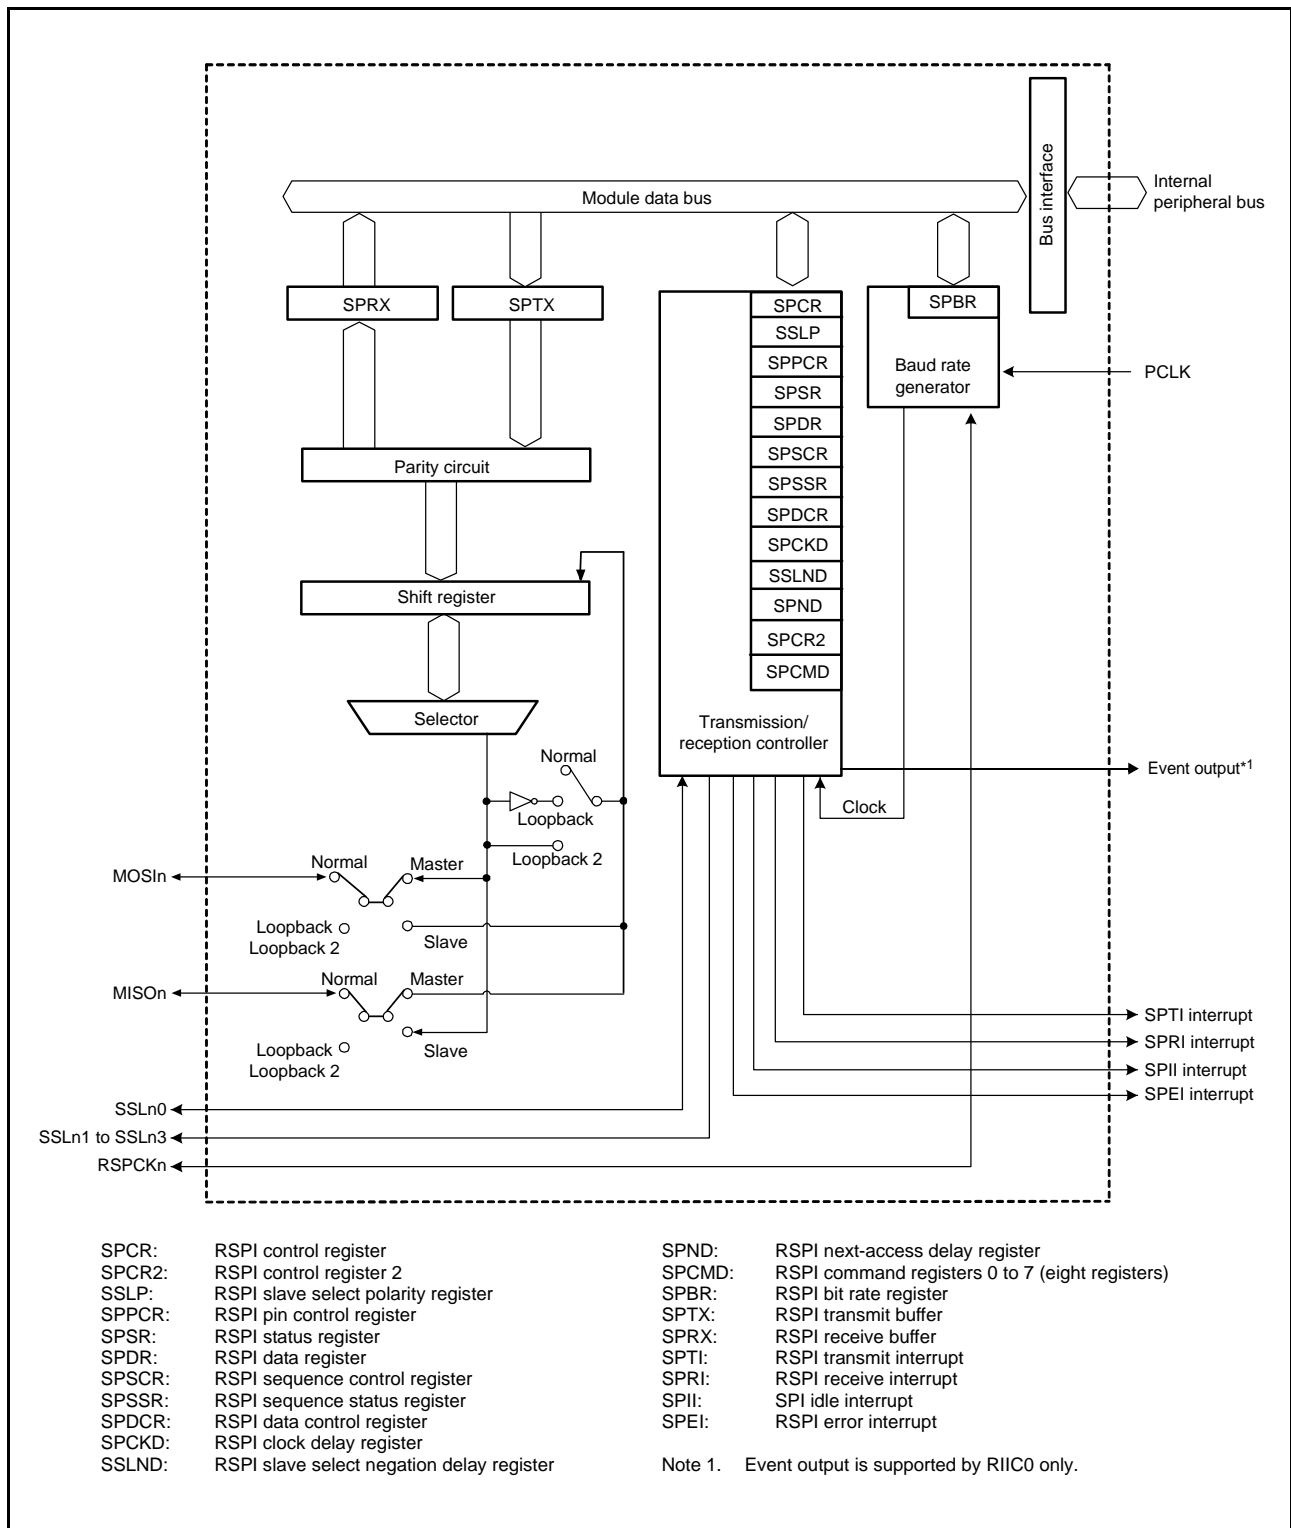 Module data bus
Bus interface
Internal
peripheral bus
SPRX
SPTX
SPCR
SSLP
SPPCR
SPSR
SPDR
SPSCR
SPSSR
SPDCR
SPCKD
SSLND
SPND
SPCR2
SPCMD
Transmission/
reception controller
SPBR
Baud rate
generator
PCLK
Parity circuit
Shift register
Selector
Normal
Loopback
Loopback 2
Clock
Event output*1
MOSIn
Normal
Master
Loopback
Loopback 2
Slave
MISOn
Normal
Master
Loopback
Loopback 2
Slave
SPTI interrupt
SPRI interrupt
SPII interrupt
SPEI interrupt
SSLn0
SSLn1 to SSLn3
RSPCKn
SPCR: RSPI control register
SPCR2: RSPI control register 2
SSLP: RSPI slave select polarity register
SPPCR: RSPI pin control register
SPSR: RSPI status register
SPDR: RSPI data register
SPSCR: RSPI sequence control register
SPSSR: RSPI sequence status register
SPDCR: RSPI data control register
SPCKD: RSPI clock delay register
SSLND: RSPI slave select negation delay register
SPND: RSPI next-access delay register
SPCMD: RSPI command registers 0 to 7 (eight registers)
SPBR: RSPI bit rate register
SPTX: RSPI transmit buffer
SPRX: RSPI receive buffer
SPTI: RSPI transmit interrupt
SPRI: RSPI receive interrupt
SPII: SPI idle interrupt
SPEI: RSPI error interrupt
Note 1. Event output is supported by RIIC0 only.